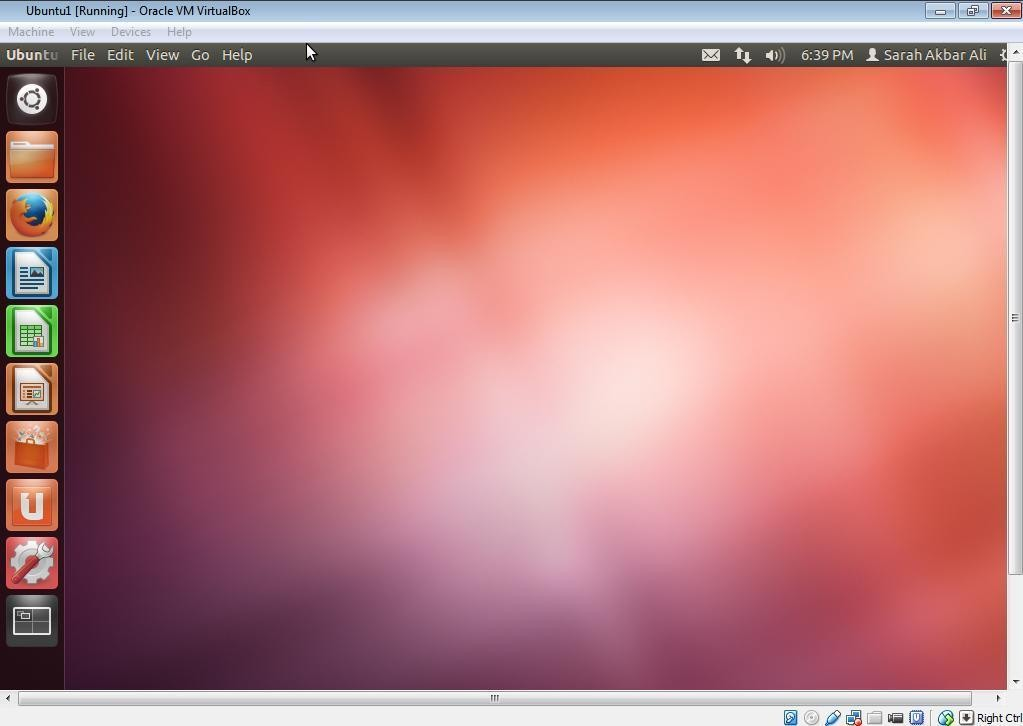 Ubuntu1 [Running] - Oracle VM VirtualBox
Machine View Devices Help
Ubuntu File Edit View Go Help 6:39 PM Sarah Akbar Ali
Right Ctrl